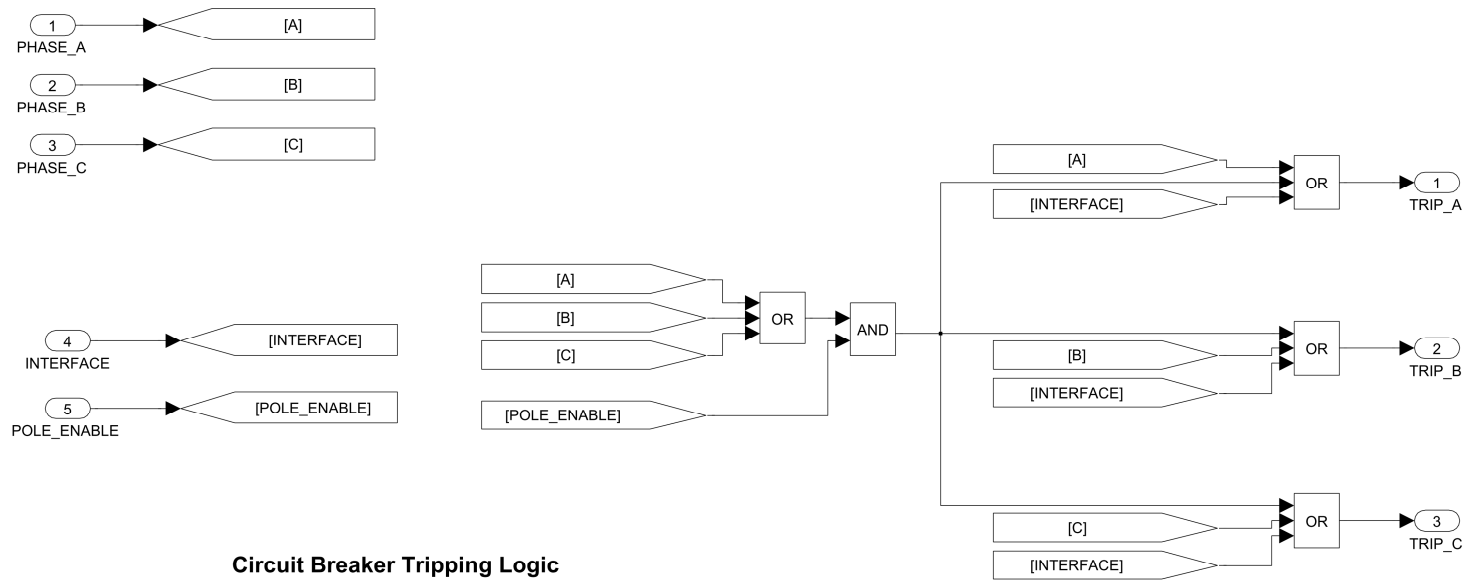 1
PHASE_A
[A]
2
PHASE_B
[B]
3
PHASE_C
[C]
4
INTERFACE
[INTERFACE]
5
POLE_ENABLE
[POLE_ENABLE]
[A]
[B]
[C]
OR
[POLE_ENABLE]
AND
[A]
[INTERFACE]
OR
1
TRIP_A
[B]
[INTERFACE]
OR
2
TRIP_B
[C]
[INTERFACE]
OR
3
TRIP_C
Circuit Breaker Tripping Logic